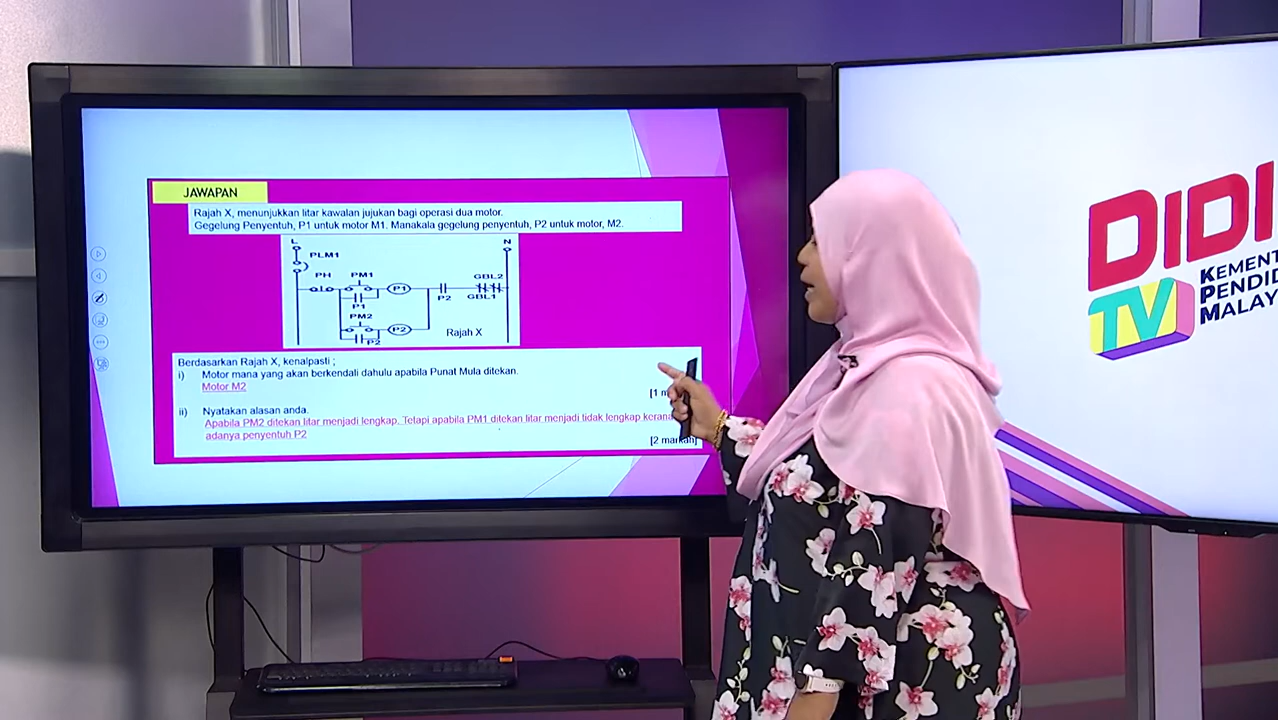 JAWAPAN
Rajah X, menunjukkan litar kawalan jujukan bagi operasi dua motor.
Gegelung Penyentuh, P1 untuk motor M1. Manakala gegelung penyentuh, P2 untuk motor, M2.
L
N
PLM1
PH
PM1
GBL2
P1
P1
P2
GBL1
PM2
P2
P2
Rajah X
Berdasarkan Rajah X, kenalpasti ;
i) Motor mana yang akan berkendali dahulu apabila Punat Mula ditekan.
Motor M2
[1 m
ii) Nyatakan alasan anda.
Apabila PM2 ditekan litar menjadi lengkap. Tetapi apabila PM1 ditekan litar menjadi tidak lengkap kerana
adanya penyentuh P2
[2 markah]
DIDI
TV
KEMENT
PENDID
MALAY